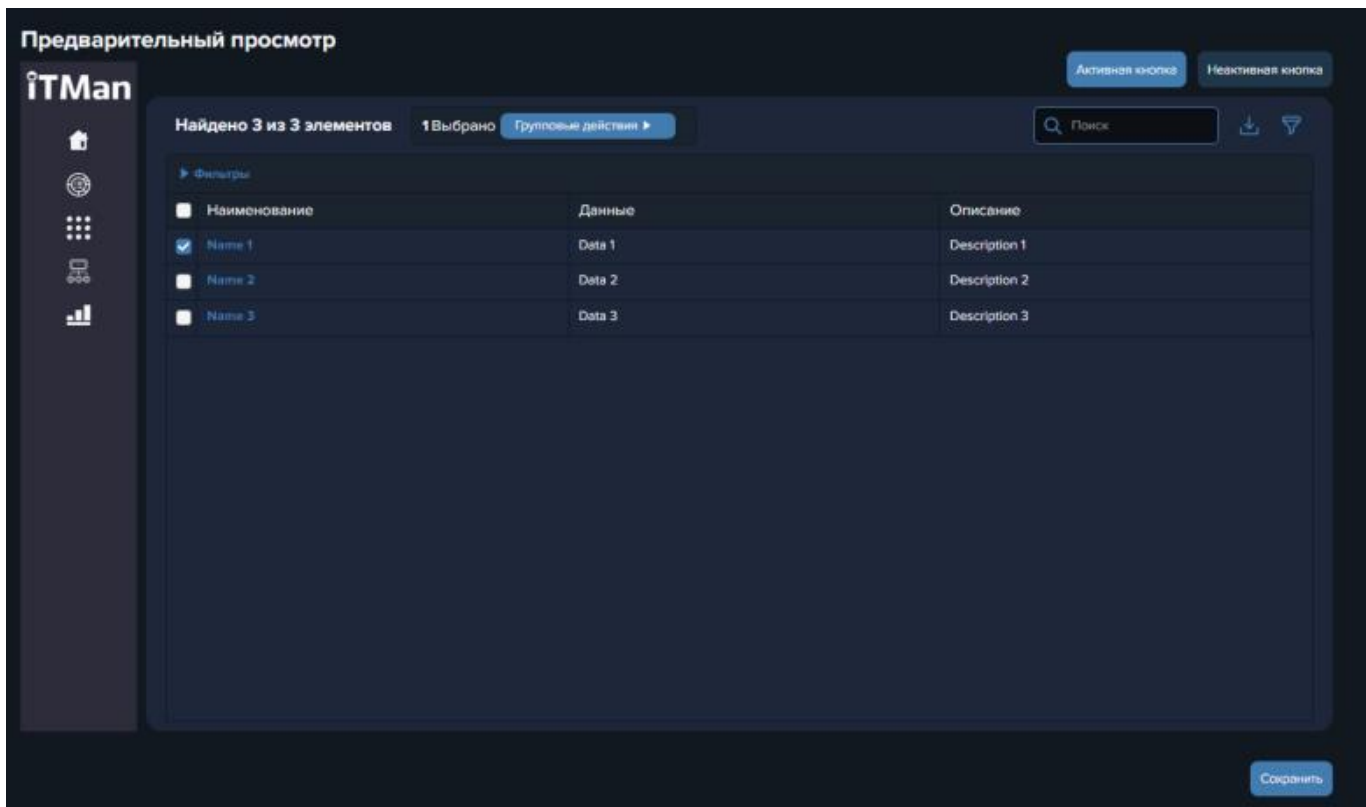 Предварительный просмотр
Активная кнопка Неактивная кнопка
iTMan
Найдено 3 из 3 элементов 1 Выбрано Групповые действия Поиск
Фильтры
Наименование Данные Описание
Name 1 Data 1 Description 1
Name 2 Data 2 Description 2
Name 3 Data 3 Description 3
Сохранить